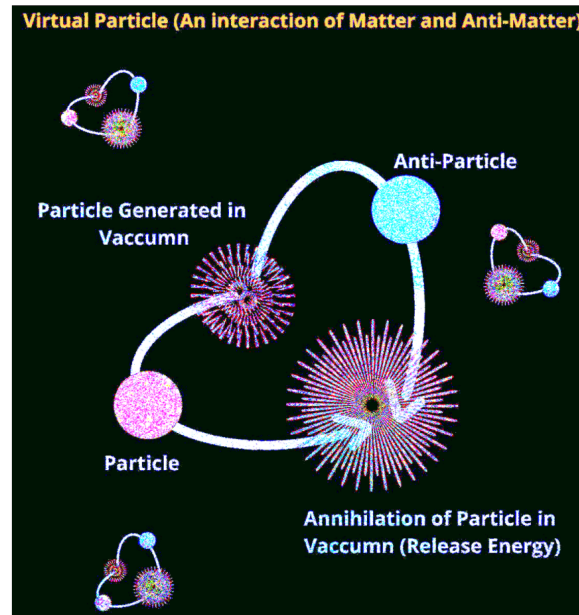 Virtual Particle (An interaction of Matter and Anti-Matter)
Anti-Particle
Particle Generated in
Vaccumn
Particle
Annihilation of Particle in
Vaccumn (Release Energy)